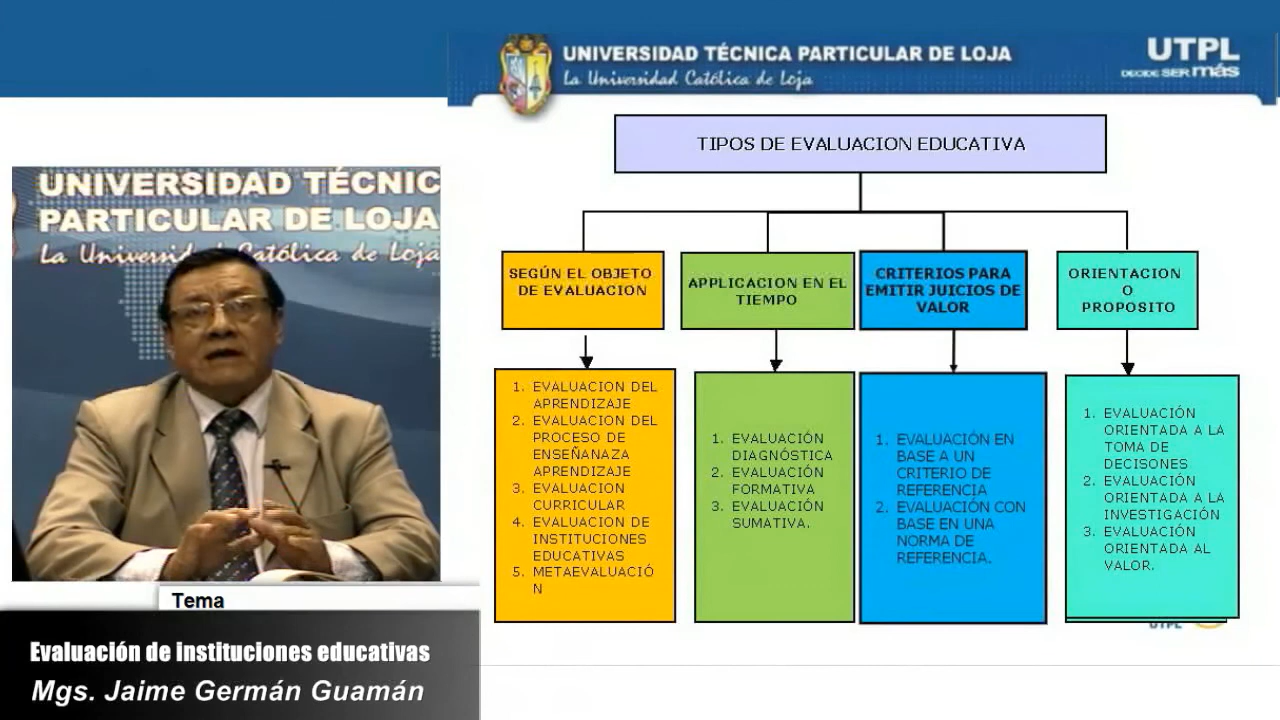 UNIVERSIDAD TÉCNICA PARTICULAR DE LOJA
La Universidad Católica de Loja
UTPL
DECIDE SER más
UNIVERSIDAD TÉCNIC
PARTICULAR DE LOJA
La Universid Católica de Loja
TIPOS DE EVALUACION EDUCATIVA
SEGÚN EL OBJETO
DE EVALUACION
APPLICACION EN EL
TIEMPO
CRITERIOS PARA
EMITIR JUICIOS DE
VALOR
ORIENTACION
O
PROPOSITO
1. EVALUACION DEL
APRENDIZAJE
2. EVALUACION DEL
PROCESO DE
ENSEÑANAZA
APRENDIZAJE
3. EVALUACION
CURRICULAR
4. EVALUACION DE
INSTITUCIONES
EDUCATIVAS
5. METAEVALUACIÓ
N
1. EVALUACIÓN
DIAGNÓSTICA
2. EVALUACIÓN
FORMATIVA
3. EVALUACIÓN
SUMATIVA.
1. EVALUACIÓN EN
BASE A UN
CRITERIO DE
REFERENCIA
2. EVALUACIÓN CON
BASE EN UNA
NORMA DE
REFERENCIA.
1. EVALUACIÓN
ORIENTADA A LA
TOMA DE
DECISONES
2. EVALUACIÓN
ORIENTADA A LA
INVESTIGACIÓN
3. EVALUACIÓN
ORIENTADA AL
VALOR.
UTPL
Tema
Evaluación de instituciones educativas
Mgs. Jaime Germán Guamán